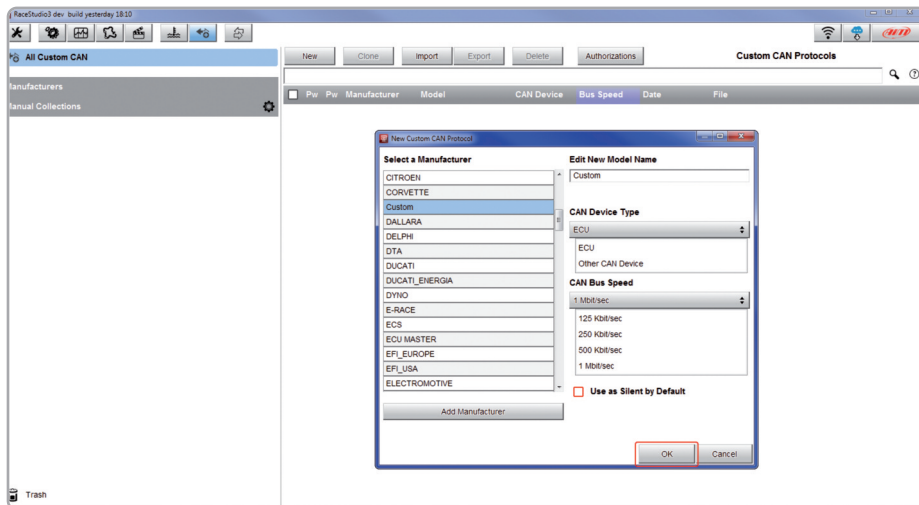 RaceStudio3 dev build yesterday 18:10
All Custom CAN
New Clone Import Export Delete Authorizations Custom CAN Protocols
anufacturers
anual Collections
Pw Pw Manufacturer Model CAN Device Bus Speed Date File
New Custom CAN Protocol
Select a Manufacturer
CITROEN
CORVETTE
Custom
DALLARA
DELPHI
DTA
DUCATI
DUCATI_ENERGIA
DYNO
E-RACE
ECS
ECU MASTER
EFI_EUROPE
EFI_USA
ELECTROMOTIVE
Add Manufacturer
Edit New Model Name
Custom
CAN Device Type
ECU
ECU
Other CAN Device
CAN Bus Speed
1 Mbit/sec
125 Kbit/sec
250 Kbit/sec
500 Kbit/sec
1 Mbit/sec
Use as Silent by Default
OK Cancel
Trash